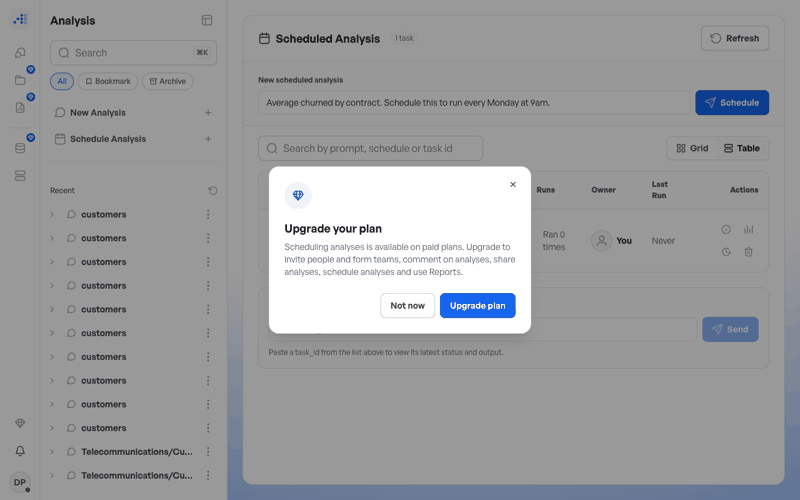 Analysis
Search
⌘K
All
Bookmark
Archive
New Analysis
Schedule Analysis
Recent
customers
customers
customers
customers
customers
customers
customers
customers
customers
customers
Telecommunications/Cu...
Telecommunications/Cu...
DP
Scheduled Analysis
1 task
Refresh
New scheduled analysis
Average churned by contract. Schedule this to run every Monday at 9am.
Schedule
Search by prompt, schedule or task id
Grid
Table
Runs
Owner
Last
Run
Actions
Ran 0
times
You
Never
Upgrade your plan
Scheduling analyses is available on paid plans. Upgrade to
invite people and form teams, comment on analyses, share
analyses, schedule analyses and use Reports.
Not now
Upgrade plan
Send
Paste a task_id from the list above to view its latest status and output.